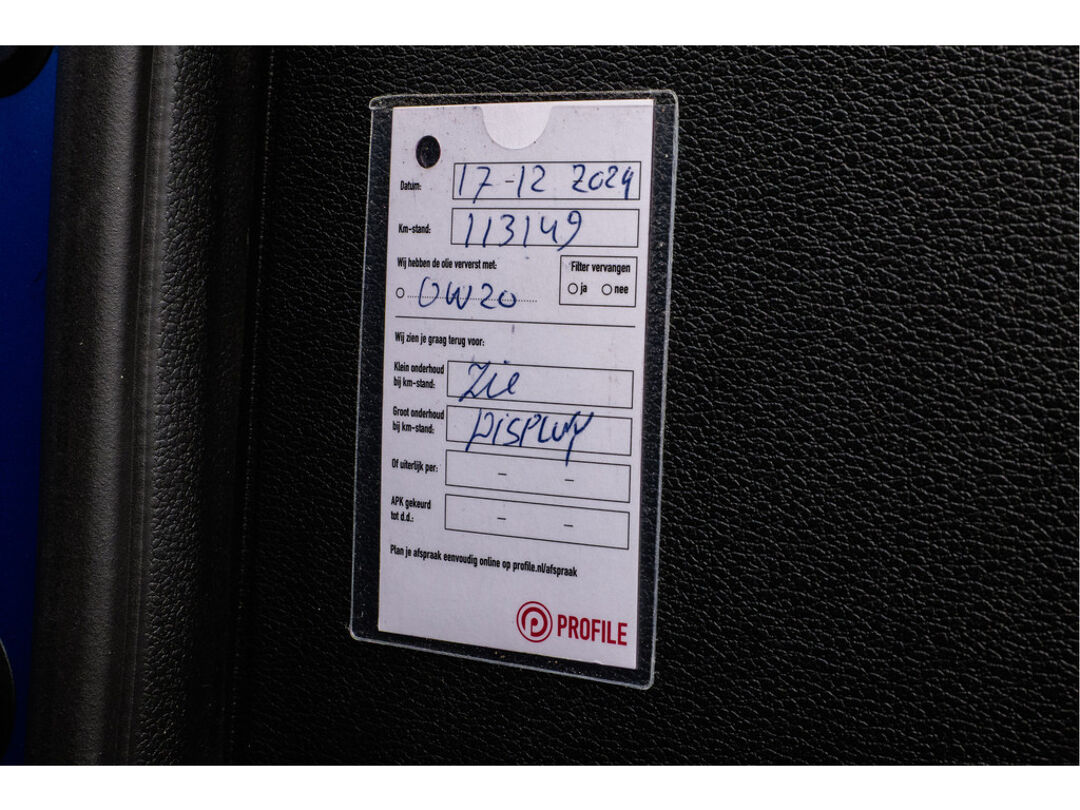 Datum: 17-12 2024
Km-stand: 113149
Wij hebben de olie ververst met:
Filter vervangen
ja nee
0W20
Wij zien je graag terug voor:
Klein onderhoud
bij km-stand: Zie
Groot onderhoud
bij km-stand: DISPLAY
Of uiterlijk per: - -
APK gekeurd
tot d.d.: - -
Plan je afspraak eenvoudig online op profile.nl/afspraak
PROFILE